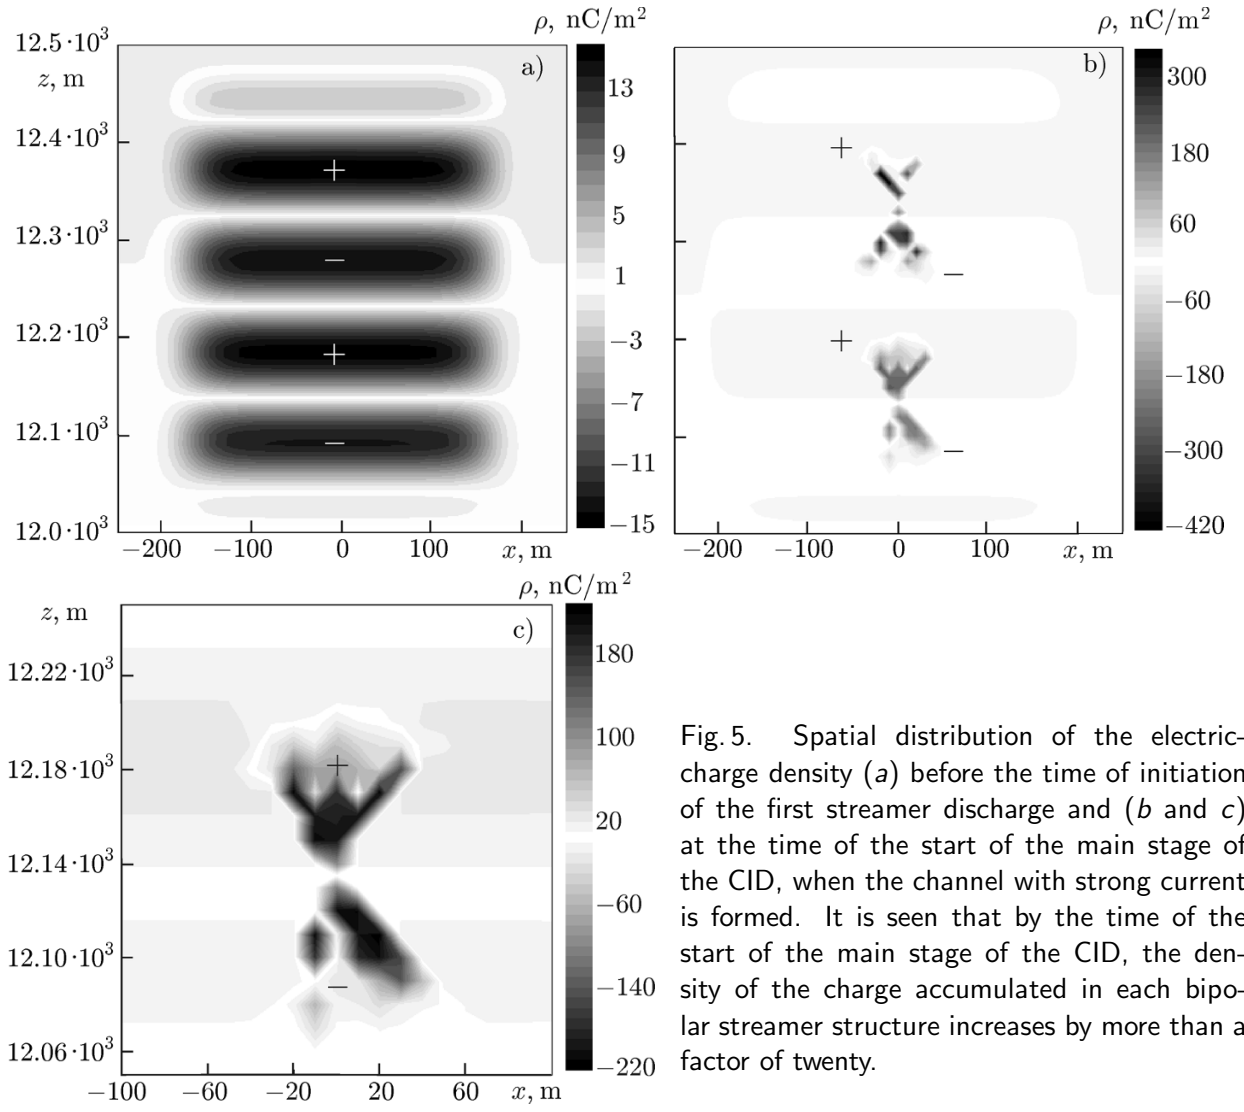 ρ, nC/m²
12.5·10³
z, m
12.4·10³
12.3·10³
12.2·10³
12.1·10³
12.0·10³
a)
+
−
+
−
13
9
5
1
−3
−7
−11
−15
−200 −100 0 100 x, m
ρ, nC/m²
b)
+
−
+
−
300
180
60
−60
−180
−300
−420
−200 −100 0 100 x, m
ρ, nC/m²
z, m
12.22·10³
12.18·10³
12.14·10³
12.10·10³
12.06·10³
c)
+
−
180
100
20
−60
−140
−220
−100 −60 −20 20 60 x, m
Fig. 5. Spatial distribution of the electric-
charge density (a) before the time of initiation
of the first streamer discharge and (b and c)
at the time of the start of the main stage of
the CID, when the channel with strong current
is formed. It is seen that by the time of the
start of the main stage of the CID, the den-
sity of the charge accumulated in each bipo-
lar streamer structure increases by more than a
factor of twenty.